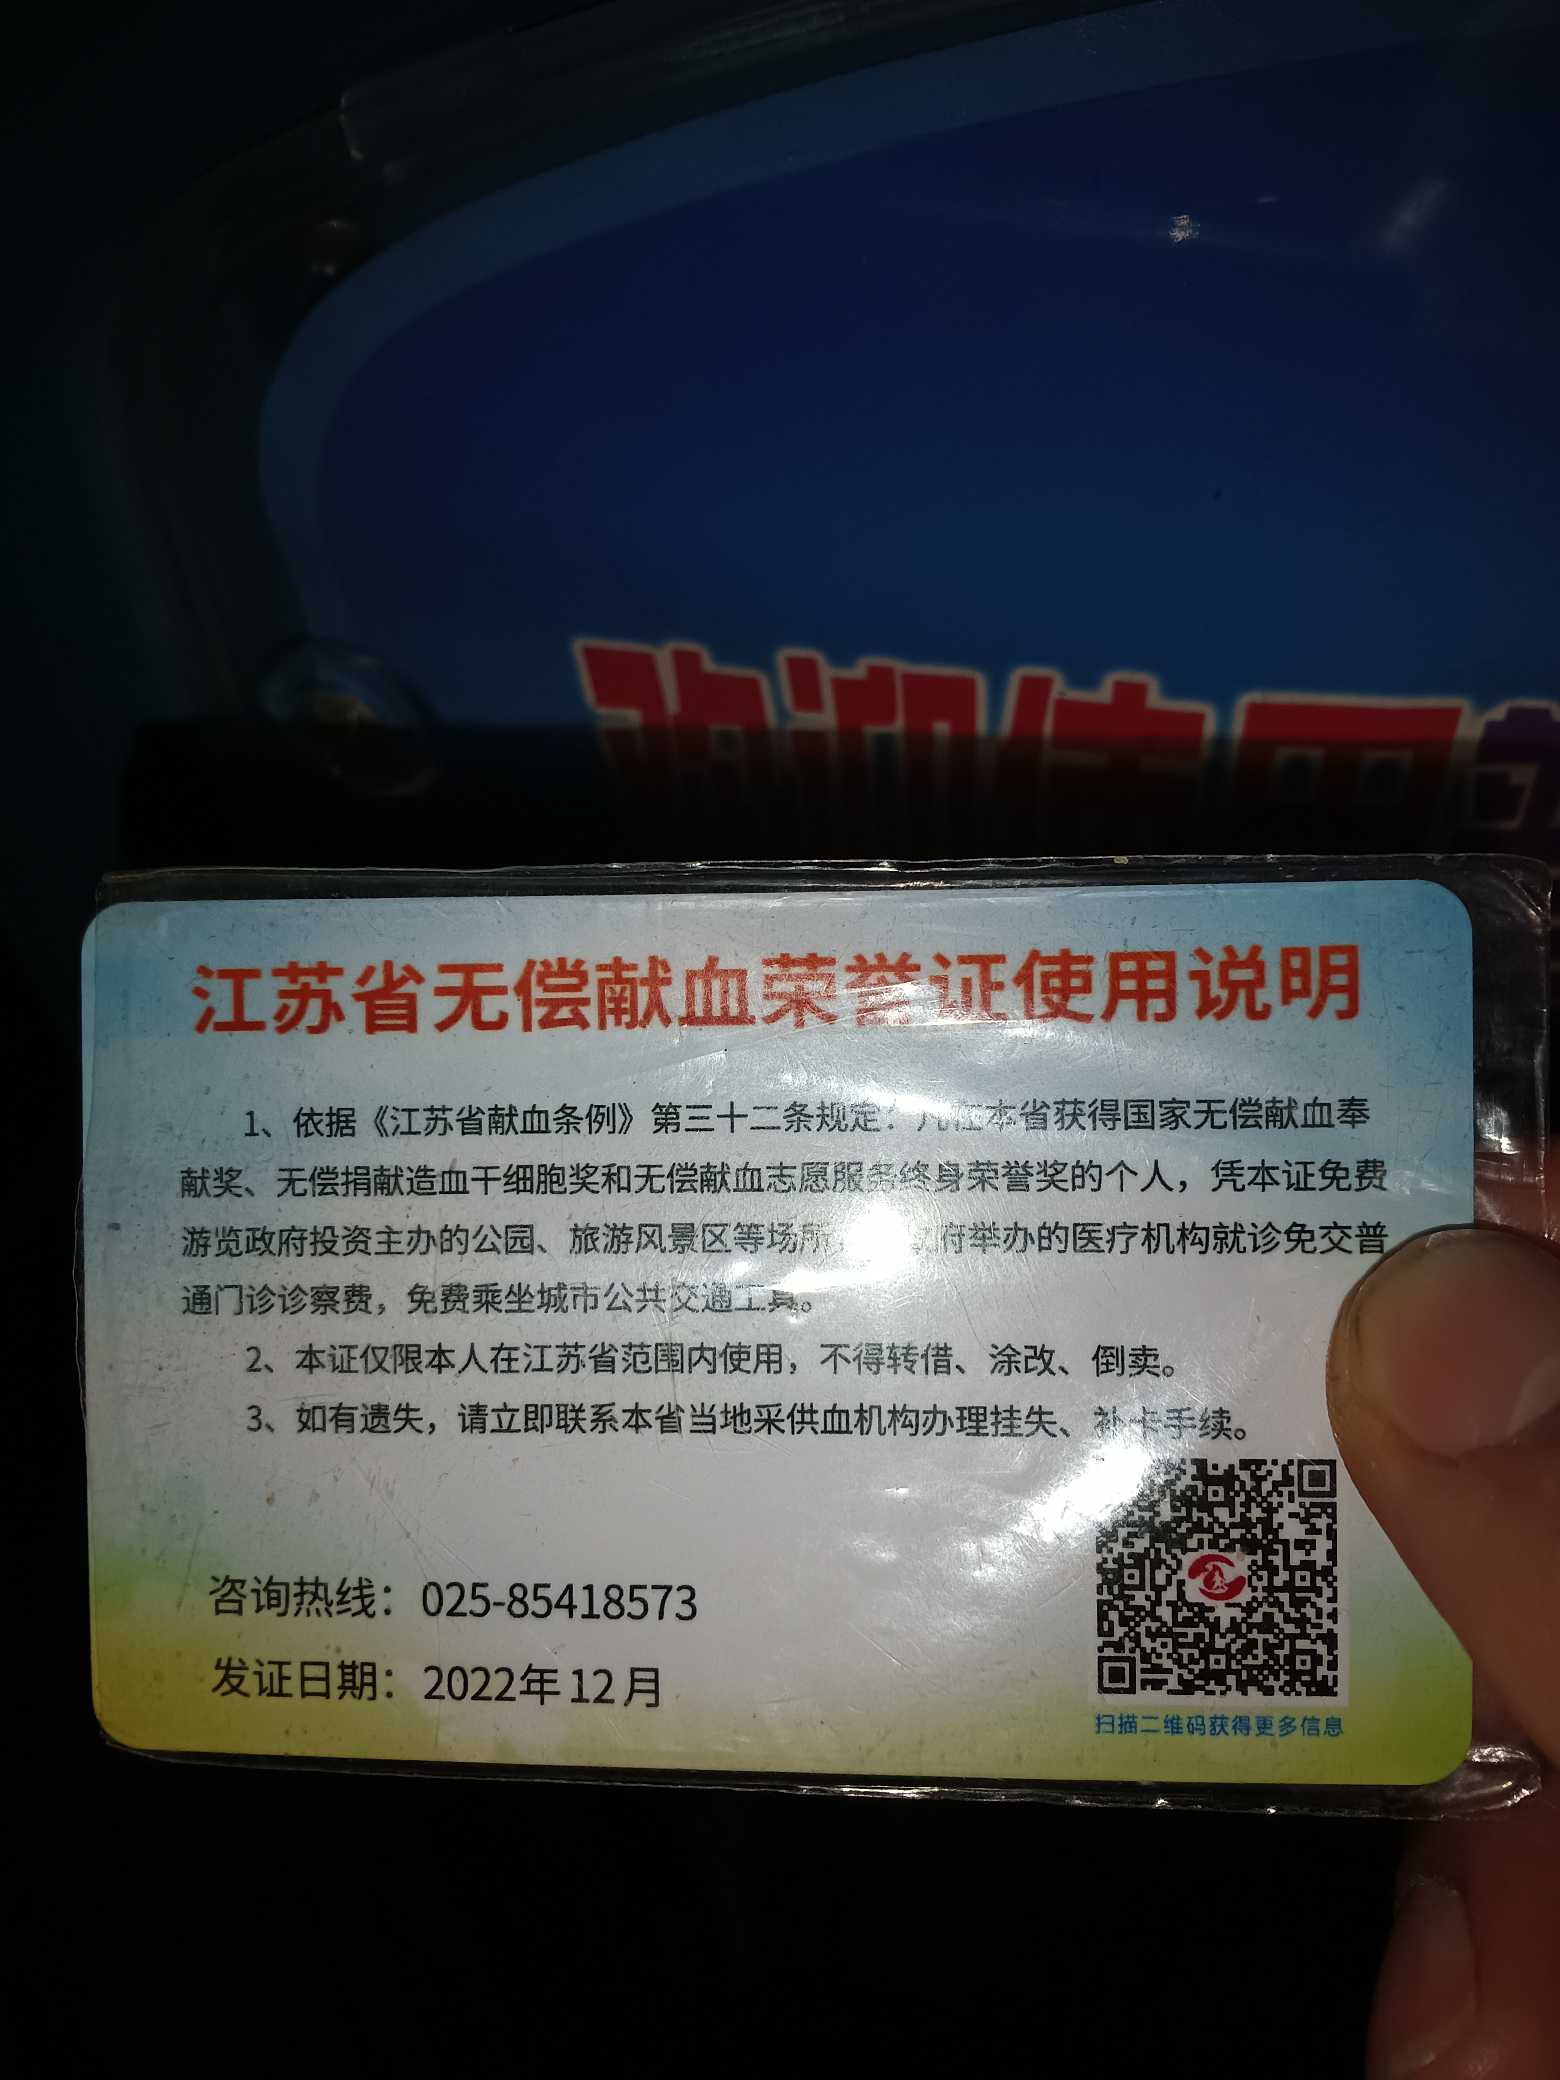 欢迎使用
江苏省无偿献血荣誉证使用说明
1、依据《江苏省献血条例》第三十二条规定：凡在本省获得国家无偿献血奉
献奖、无偿捐献造血干细胞奖和无偿献血志愿服务终身荣誉奖的个人，凭本证免费
游览政府投资主办的公园、旅游风景区等场所 府举办的医疗机构就诊免交普
通门诊诊察费，免费乘坐城市公共交通工具。
2、本证仅限本人在江苏省范围内使用，不得转借、涂改、倒卖。
3、如有遗失，请立即联系本省当地采供血机构办理挂失、补卡手续。
咨询热线：025-85418573
发证日期：2022年12月
扫描二维码获得更多信息